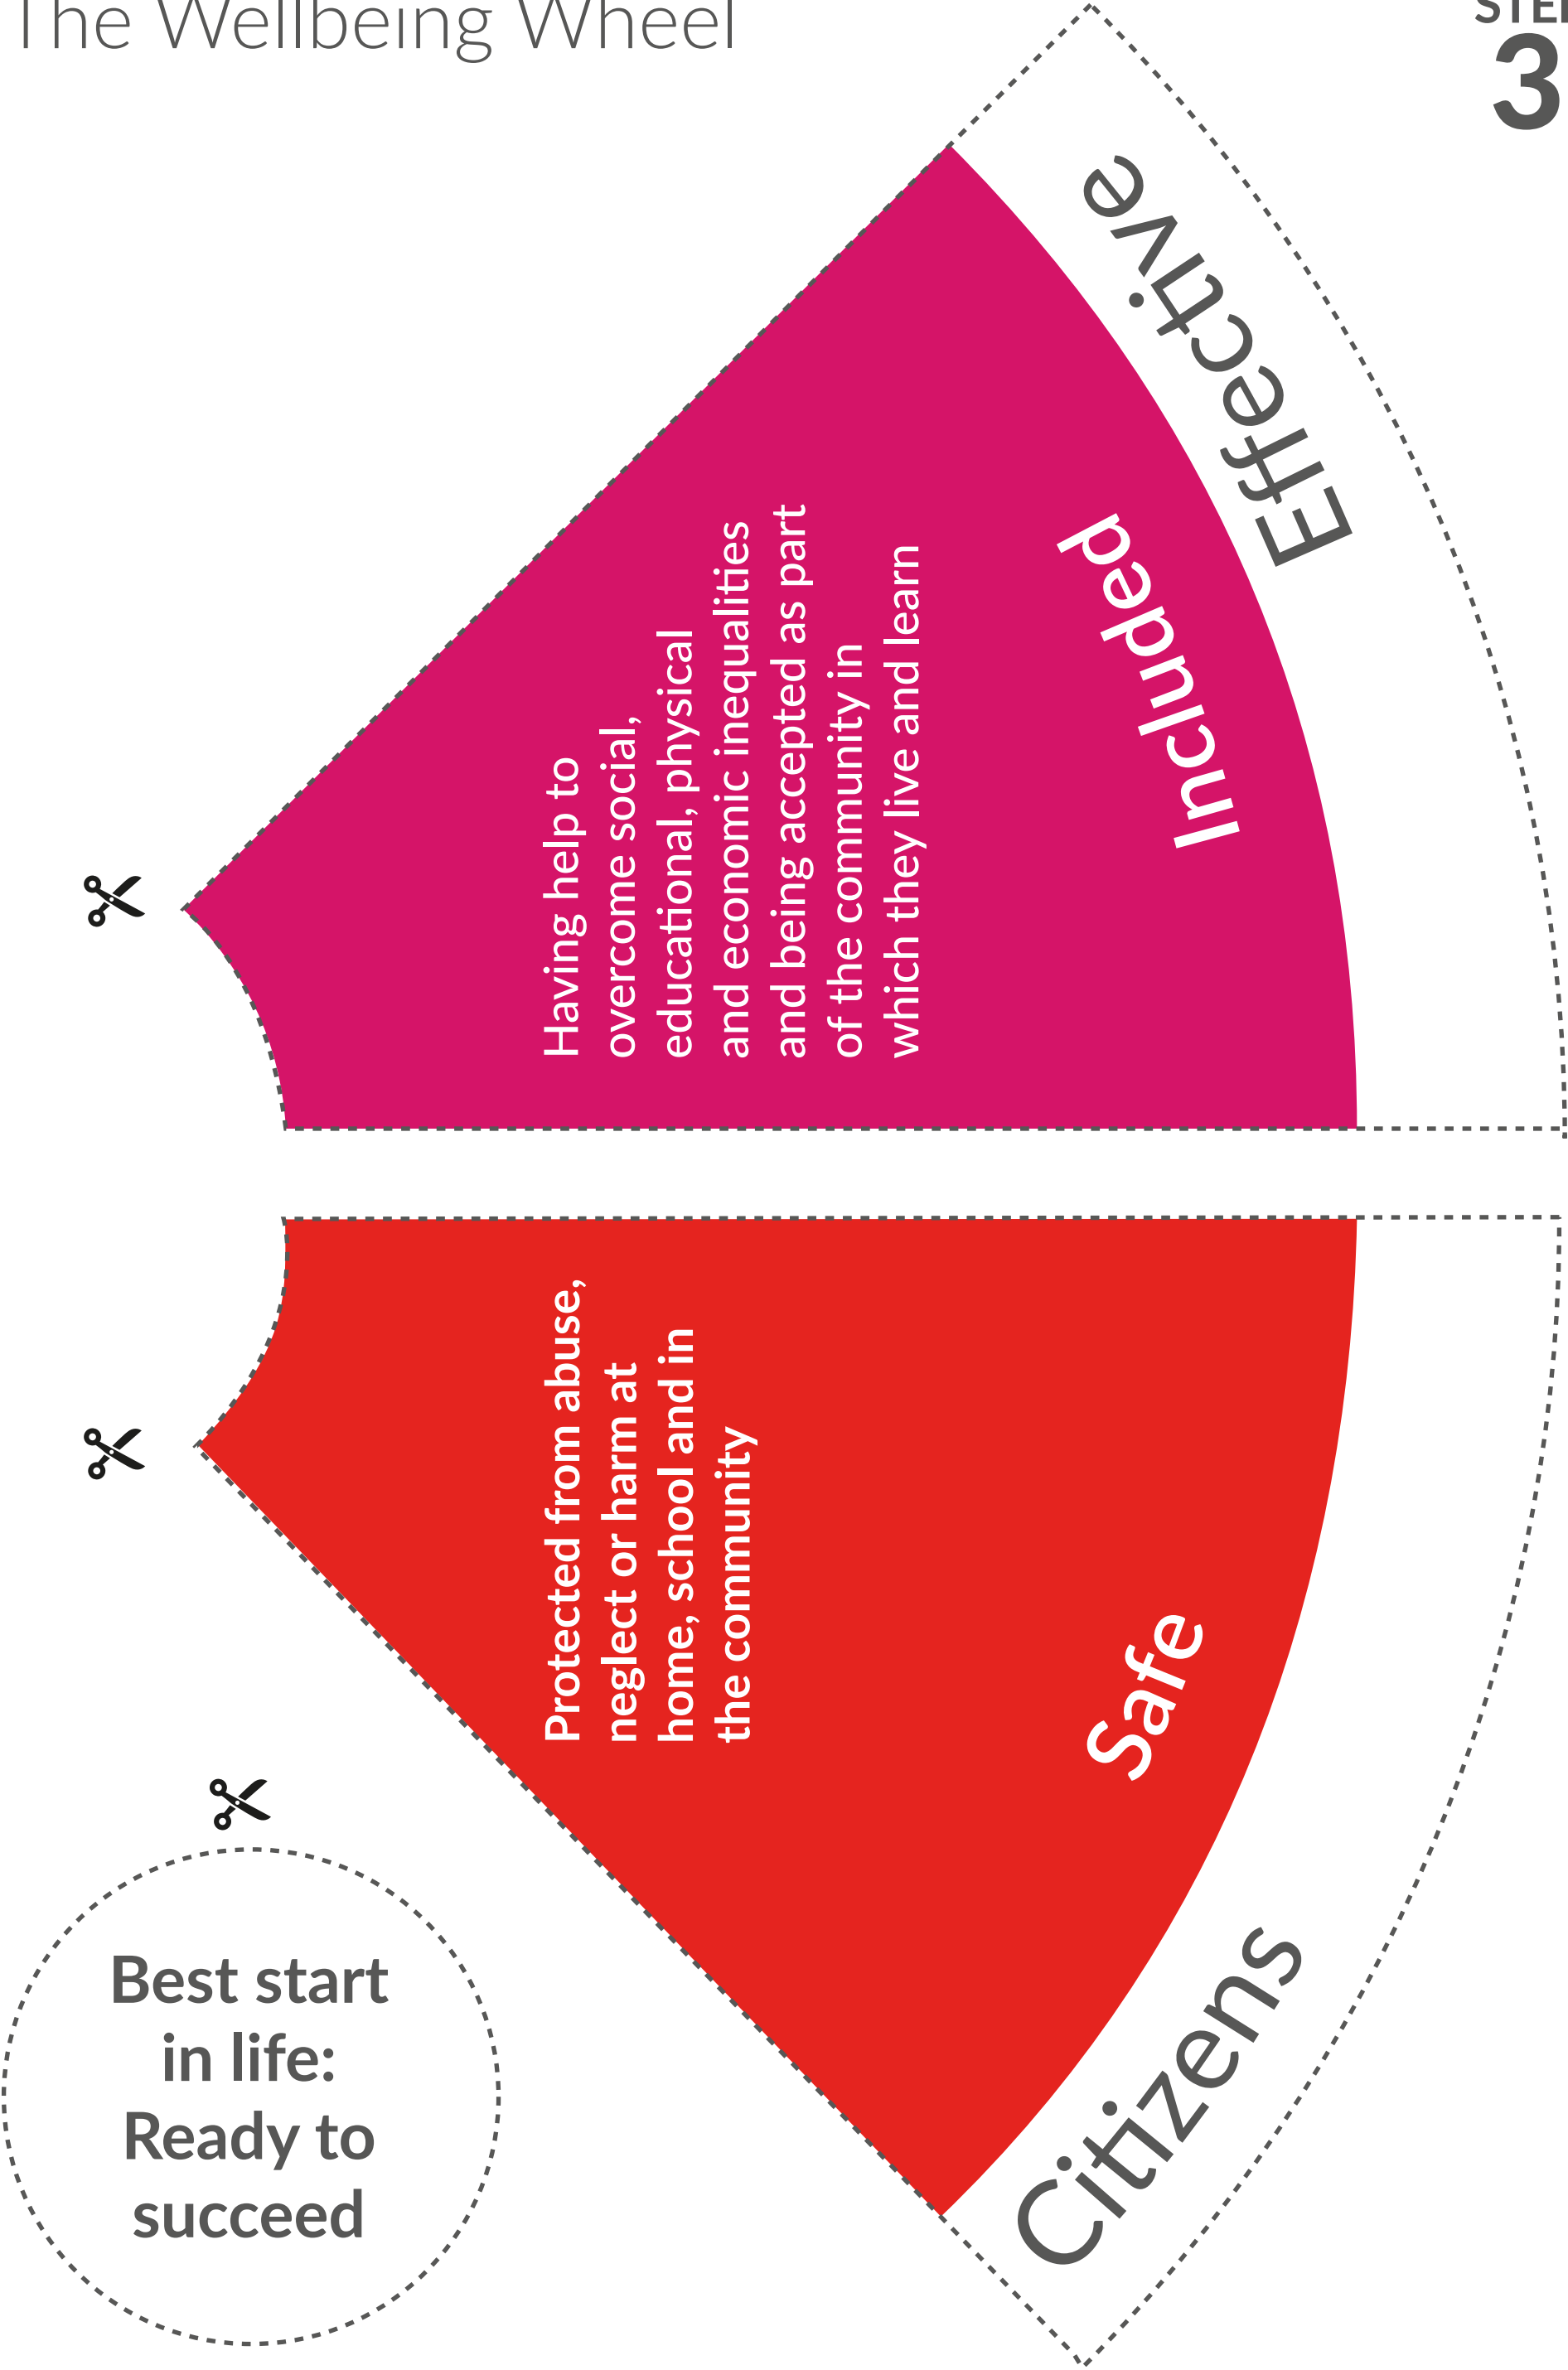 The Wellbeing Wheel
STEP
3
Effective
Included
Having help to
overcome social,
educational, physical
and economic inequalities
and being accepted as part
of the community in
which they live and learn
Protected from abuse,
neglect or harm at
home, school and in
the community
Safe
Citizens
Best start
in life:
Ready to
succeed